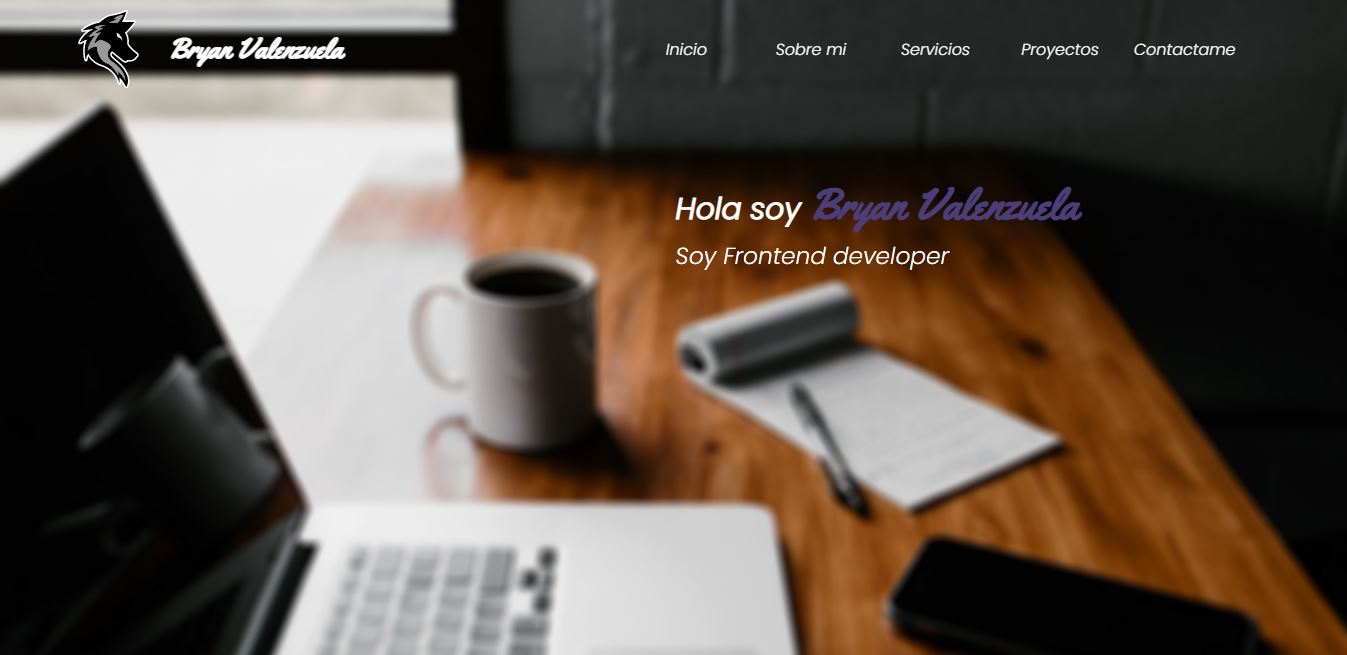 Bryan Valenzuela
Inicio Sobre mi Servicios Proyectos Contactame
Hola soy Bryan Valenzuela
Soy Frontend developer